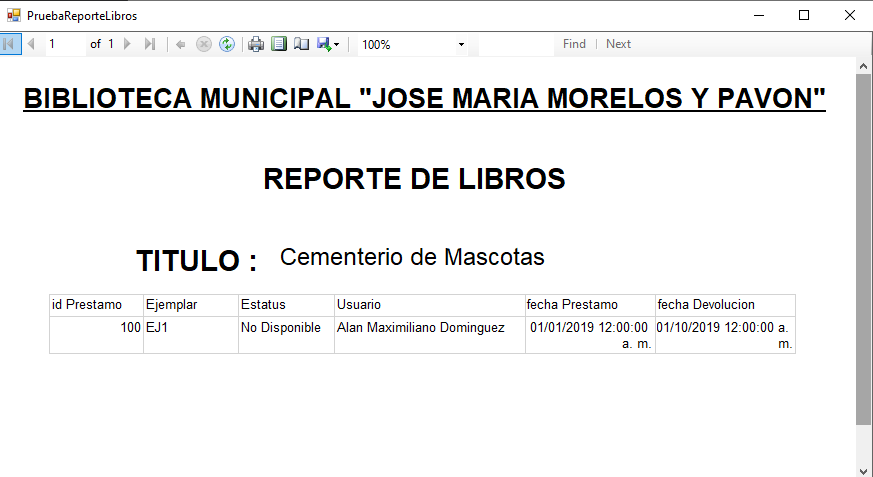 PruebaReporteLibros
1 of 1 100% Find Next
BIBLIOTECA MUNICIPAL "JOSE MARIA MORELOS Y PAVON"
REPORTE DE LIBROS
TITULO : Cementerio de Mascotas
id Prestamo Ejemplar Estatus Usuario fecha Prestamo fecha Devolucion
100 EJ1 No Disponible Alan Maximiliano Dominguez 01/01/2019 12:00:00 01/10/2019 12:00:00 a.
a. m. m.